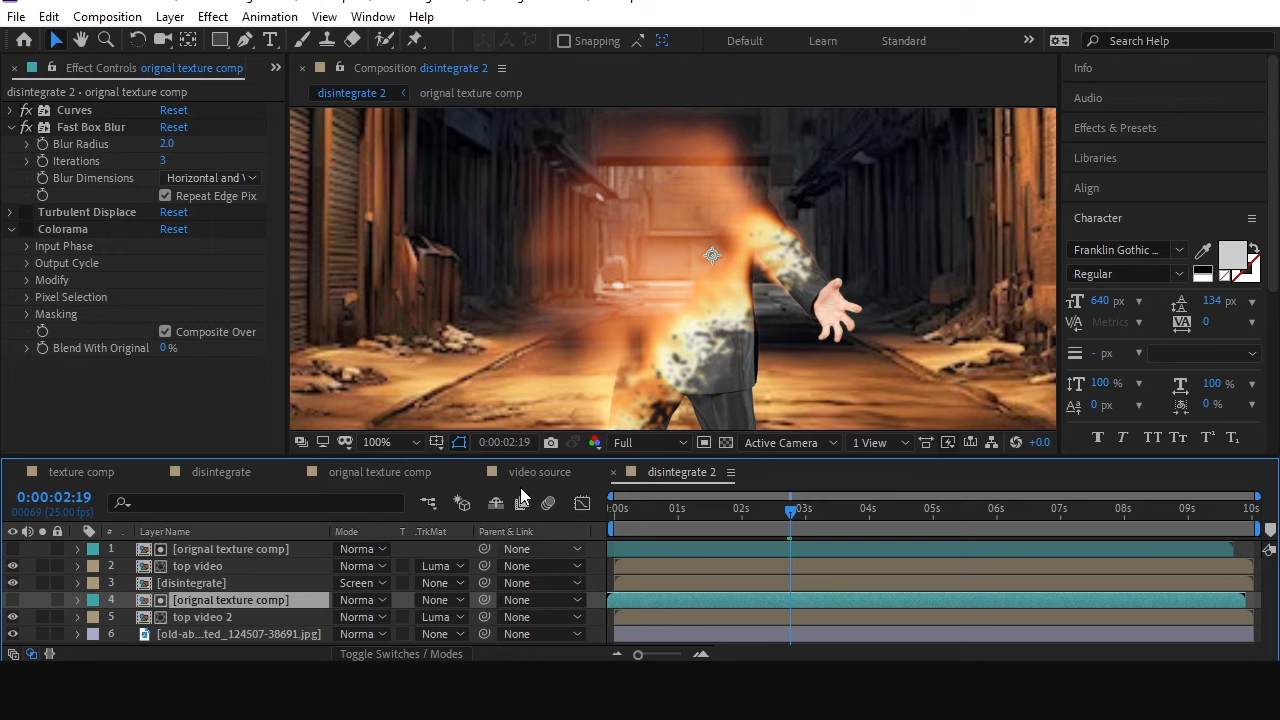 File Edit Composition Layer Effect Animation View Window Help
Snapping Default Learn Standard Search Help
Effect Controls orignal texture comp
Composition disintegrate 2
Info
disintegrate 2 • orignal texture comp
disintegrate 2 orignal texture comp
Audio
fx Curves Reset
fx Fast Box Blur Reset
Blur Radius 2.0
Iterations 3
Blur Dimensions Horizontal and \
Repeat Edge Pix
Turbulent Displace Reset
Colorama Reset
Input Phase
Output Cycle
Modify
Pixel Selection
Masking
Composite Over
Blend With Original 0 %
Effects & Presets
Libraries
Align
Character
Franklin Gothic ...
Regular
640 px 134 px
Metrics 0
- px
100 % 100 %
0 px 0 %
T T TT Tt T¹ T₁
100% 0:00:02:19 Full Active Camera 1 View +0.0
texture comp disintegrate orignal texture comp video source disintegrate 2
0:00:02:19
00069 (25.00 fps)
:00s 01s 02s 03s 04s 05s 06s 07s 08s 09s 10s
# Layer Name Mode T .TrkMat Parent & Link
1 [orignal texture comp] Norma None
2 top video Norma Luma None
3 [disintegrate] Screen None None
4 [orignal texture comp] Norma None None
5 top video 2 Norma Luma None
6 [old-ab...ted_124507-38691.jpg] Norma None None
Toggle Switches / Modes